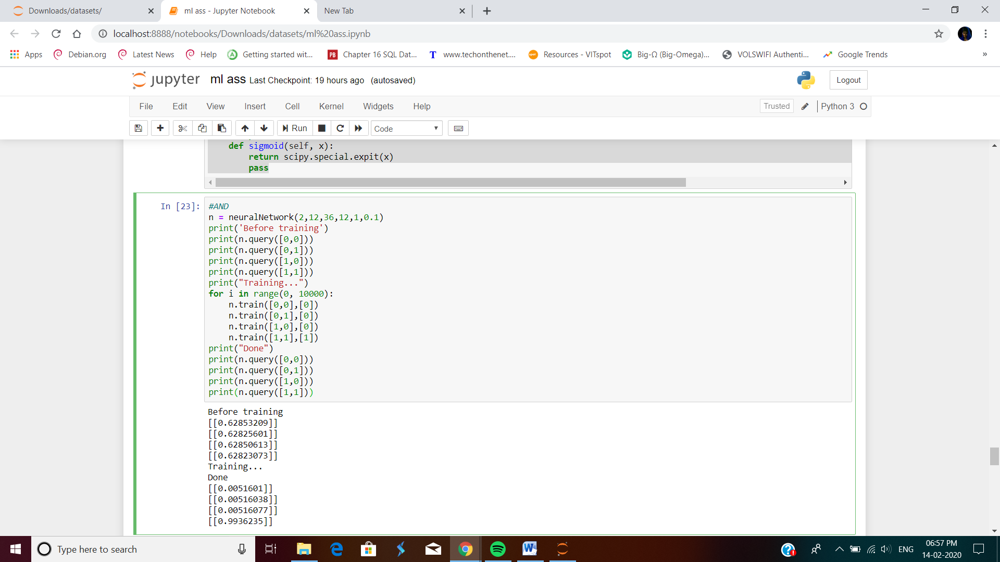 Downloads/datasets/
ml ass - Jupyter Notebook
New Tab
localhost:8888/notebooks/Downloads/datasets/ml%20ass.ipynb
Apps
Debian.org
Latest News
Help
Getting started wit...
PB
Chapter 16 SQL Dat...
T
www.techonthenet....
spot
Resources - VITspot
Big-Ω (Big-Omega)...
VOLSWIFI Authenti...
Google Trends
»
jupyter
ml ass Last Checkpoint: 19 hours ago (autosaved)
Logout
File Edit View Insert Cell Kernel Widgets Help
Trusted
Python 3
Run
Code
    def sigmoid(self, x):
        return scipy.special.expit(x)
        pass
In [23]:
#AND
n = neuralNetwork(2,12,36,12,1,0.1)
print('Before training')
print(n.query([0,0]))
print(n.query([0,1]))
print(n.query([1,0]))
print(n.query([1,1]))
print("Training...")
for i in range(0, 10000):
    n.train([0,0],[0])
    n.train([0,1],[0])
    n.train([1,0],[0])
    n.train([1,1],[1])
print("Done")
print(n.query([0,0]))
print(n.query([0,1]))
print(n.query([1,0]))
print(n.query([1,1]))
Before training
[[0.62853209]]
[[0.62825601]]
[[0.62850613]]
[[0.62823073]]
Training...
Done
[[0.0051601]]
[[0.00516038]]
[[0.00516077]]
[[0.9936235]]
Type here to search
ENG
06:57 PM
14-02-2020